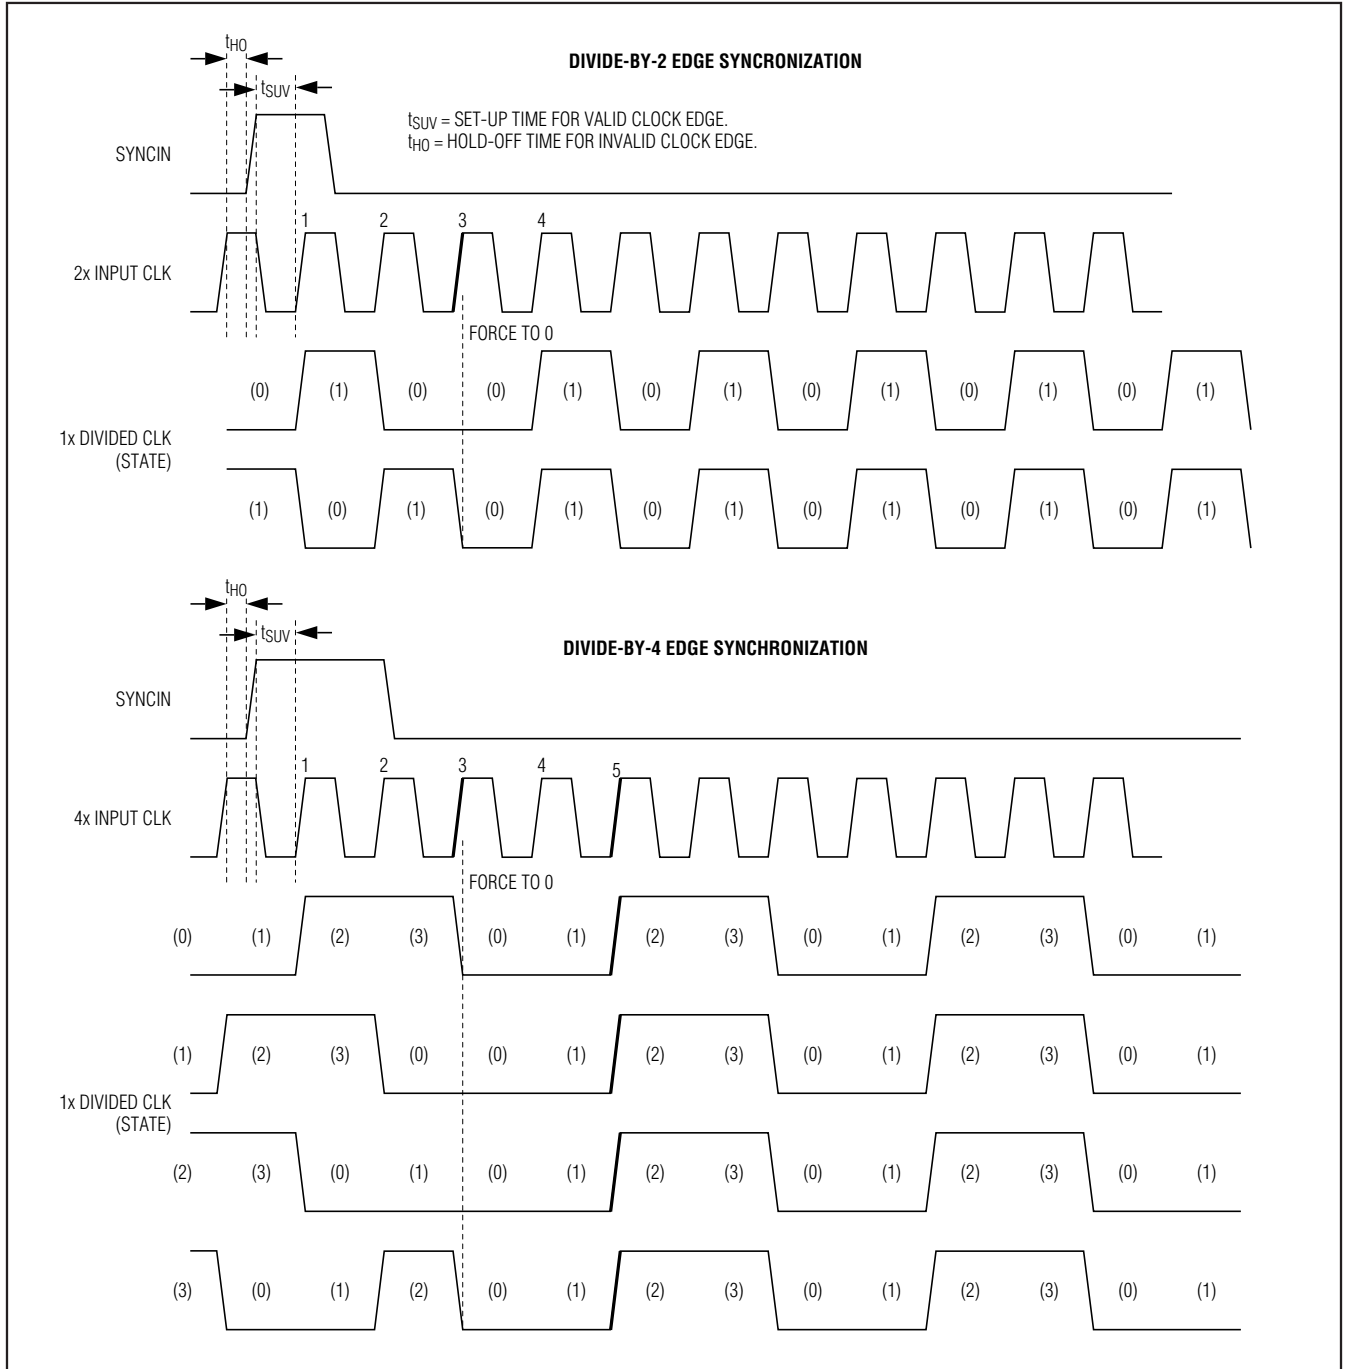 tHO
DIVIDE-BY-2 EDGE SYNCRONIZATION
tSUV
tSUV = SET-UP TIME FOR VALID CLOCK EDGE.
tHO = HOLD-OFF TIME FOR INVALID CLOCK EDGE.
SYNCIN
1 2 3 4
2x INPUT CLK
FORCE TO 0
(0) (1) (0) (0) (1) (0) (1) (0) (1) (0) (1) (0) (1)
1x DIVIDED CLK
(STATE)
(1) (0) (1) (0) (1) (0) (1) (0) (1) (0) (1) (0) (1)
tHO
tSUV
DIVIDE-BY-4 EDGE SYNCHRONIZATION
SYNCIN
1 2 3 4 5
4x INPUT CLK
FORCE TO 0
(0) (1) (2) (3) (0) (1) (2) (3) (0) (1) (2) (3) (0) (1)
(1) (2) (3) (0) (0) (1) (2) (3) (0) (1) (2) (3) (0) (1)
1x DIVIDED CLK
(STATE)
(2) (3) (0) (1) (0) (1) (2) (3) (0) (1) (2) (3) (0) (1)
(3) (0) (1) (2) (0) (1) (2) (3) (0) (1) (2) (3) (0) (1)